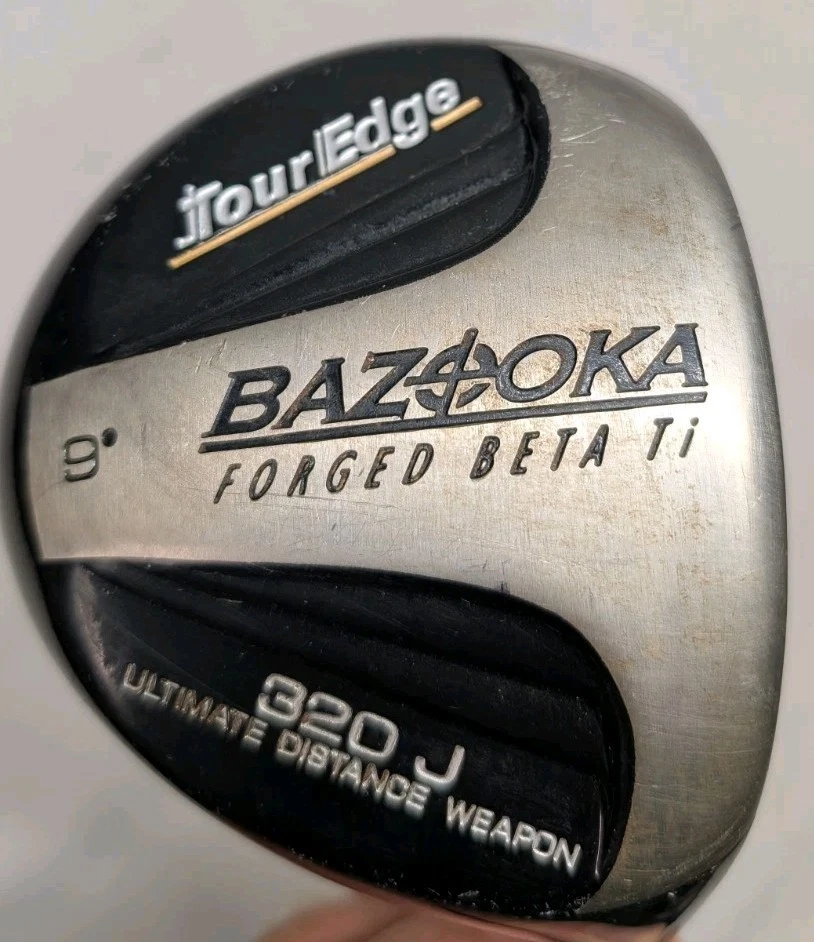 TourEdge
BAZOOKA
FORGED BETA Ti
9°
320 J
ULTIMATE DISTANCE WEAPON